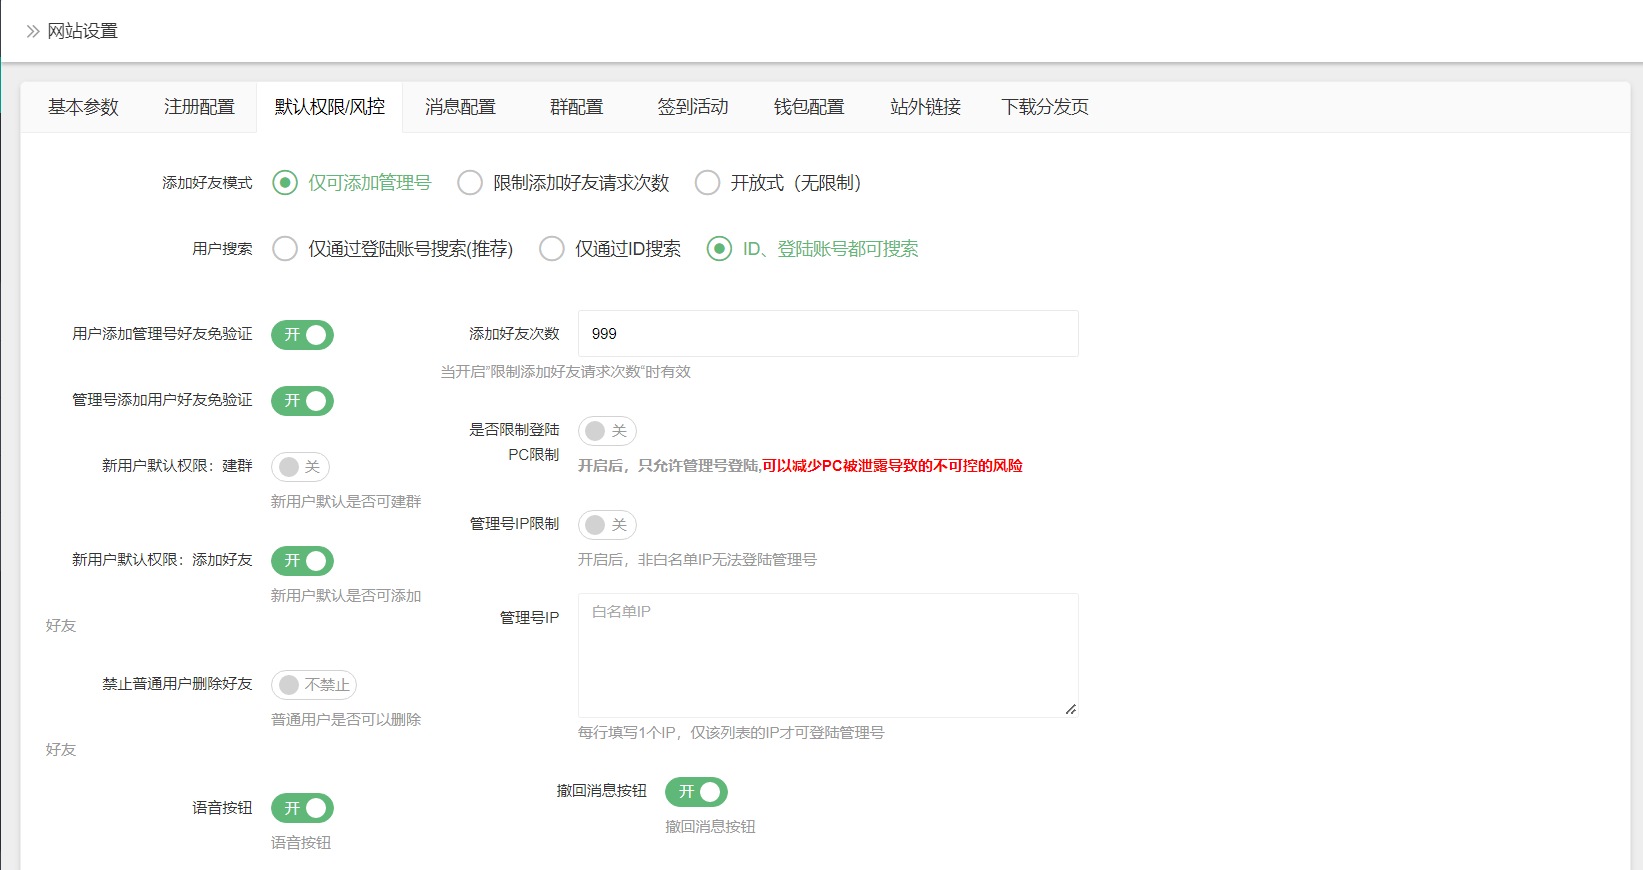 网站设置
基本参数 注册配置 默认权限/风控 消息配置 群配置 签到活动 钱包配置 站外链接 下载分发页
添加好友模式 仅可添加管理号 限制添加好友请求次数 开放式（无限制）
用户搜索 仅通过登陆账号搜索(推荐) 仅通过ID搜索 ID、登陆账号都可搜索
用户添加管理号好友免验证 开
管理号添加用户好友免验证 开
新用户默认权限：建群 关
新用户默认是否可建群
新用户默认权限：添加好友 开
新用户默认是否可添加
好友
禁止普通用户删除好友 不禁止
普通用户是否可以删除
好友
语音按钮 开
语音按钮
添加好友次数 999
当开启”限制添加好友请求次数“时有效
是否限制登陆 关
PC限制
开启后，只允许管理号登陆,可以减少PC被泄露导致的不可控的风险
管理号IP限制 关
开启后，非白名单IP无法登陆管理号
管理号IP 白名单IP
每行填写1个IP，仅该列表的IP才可登陆管理号
撤回消息按钮 开
撤回消息按钮